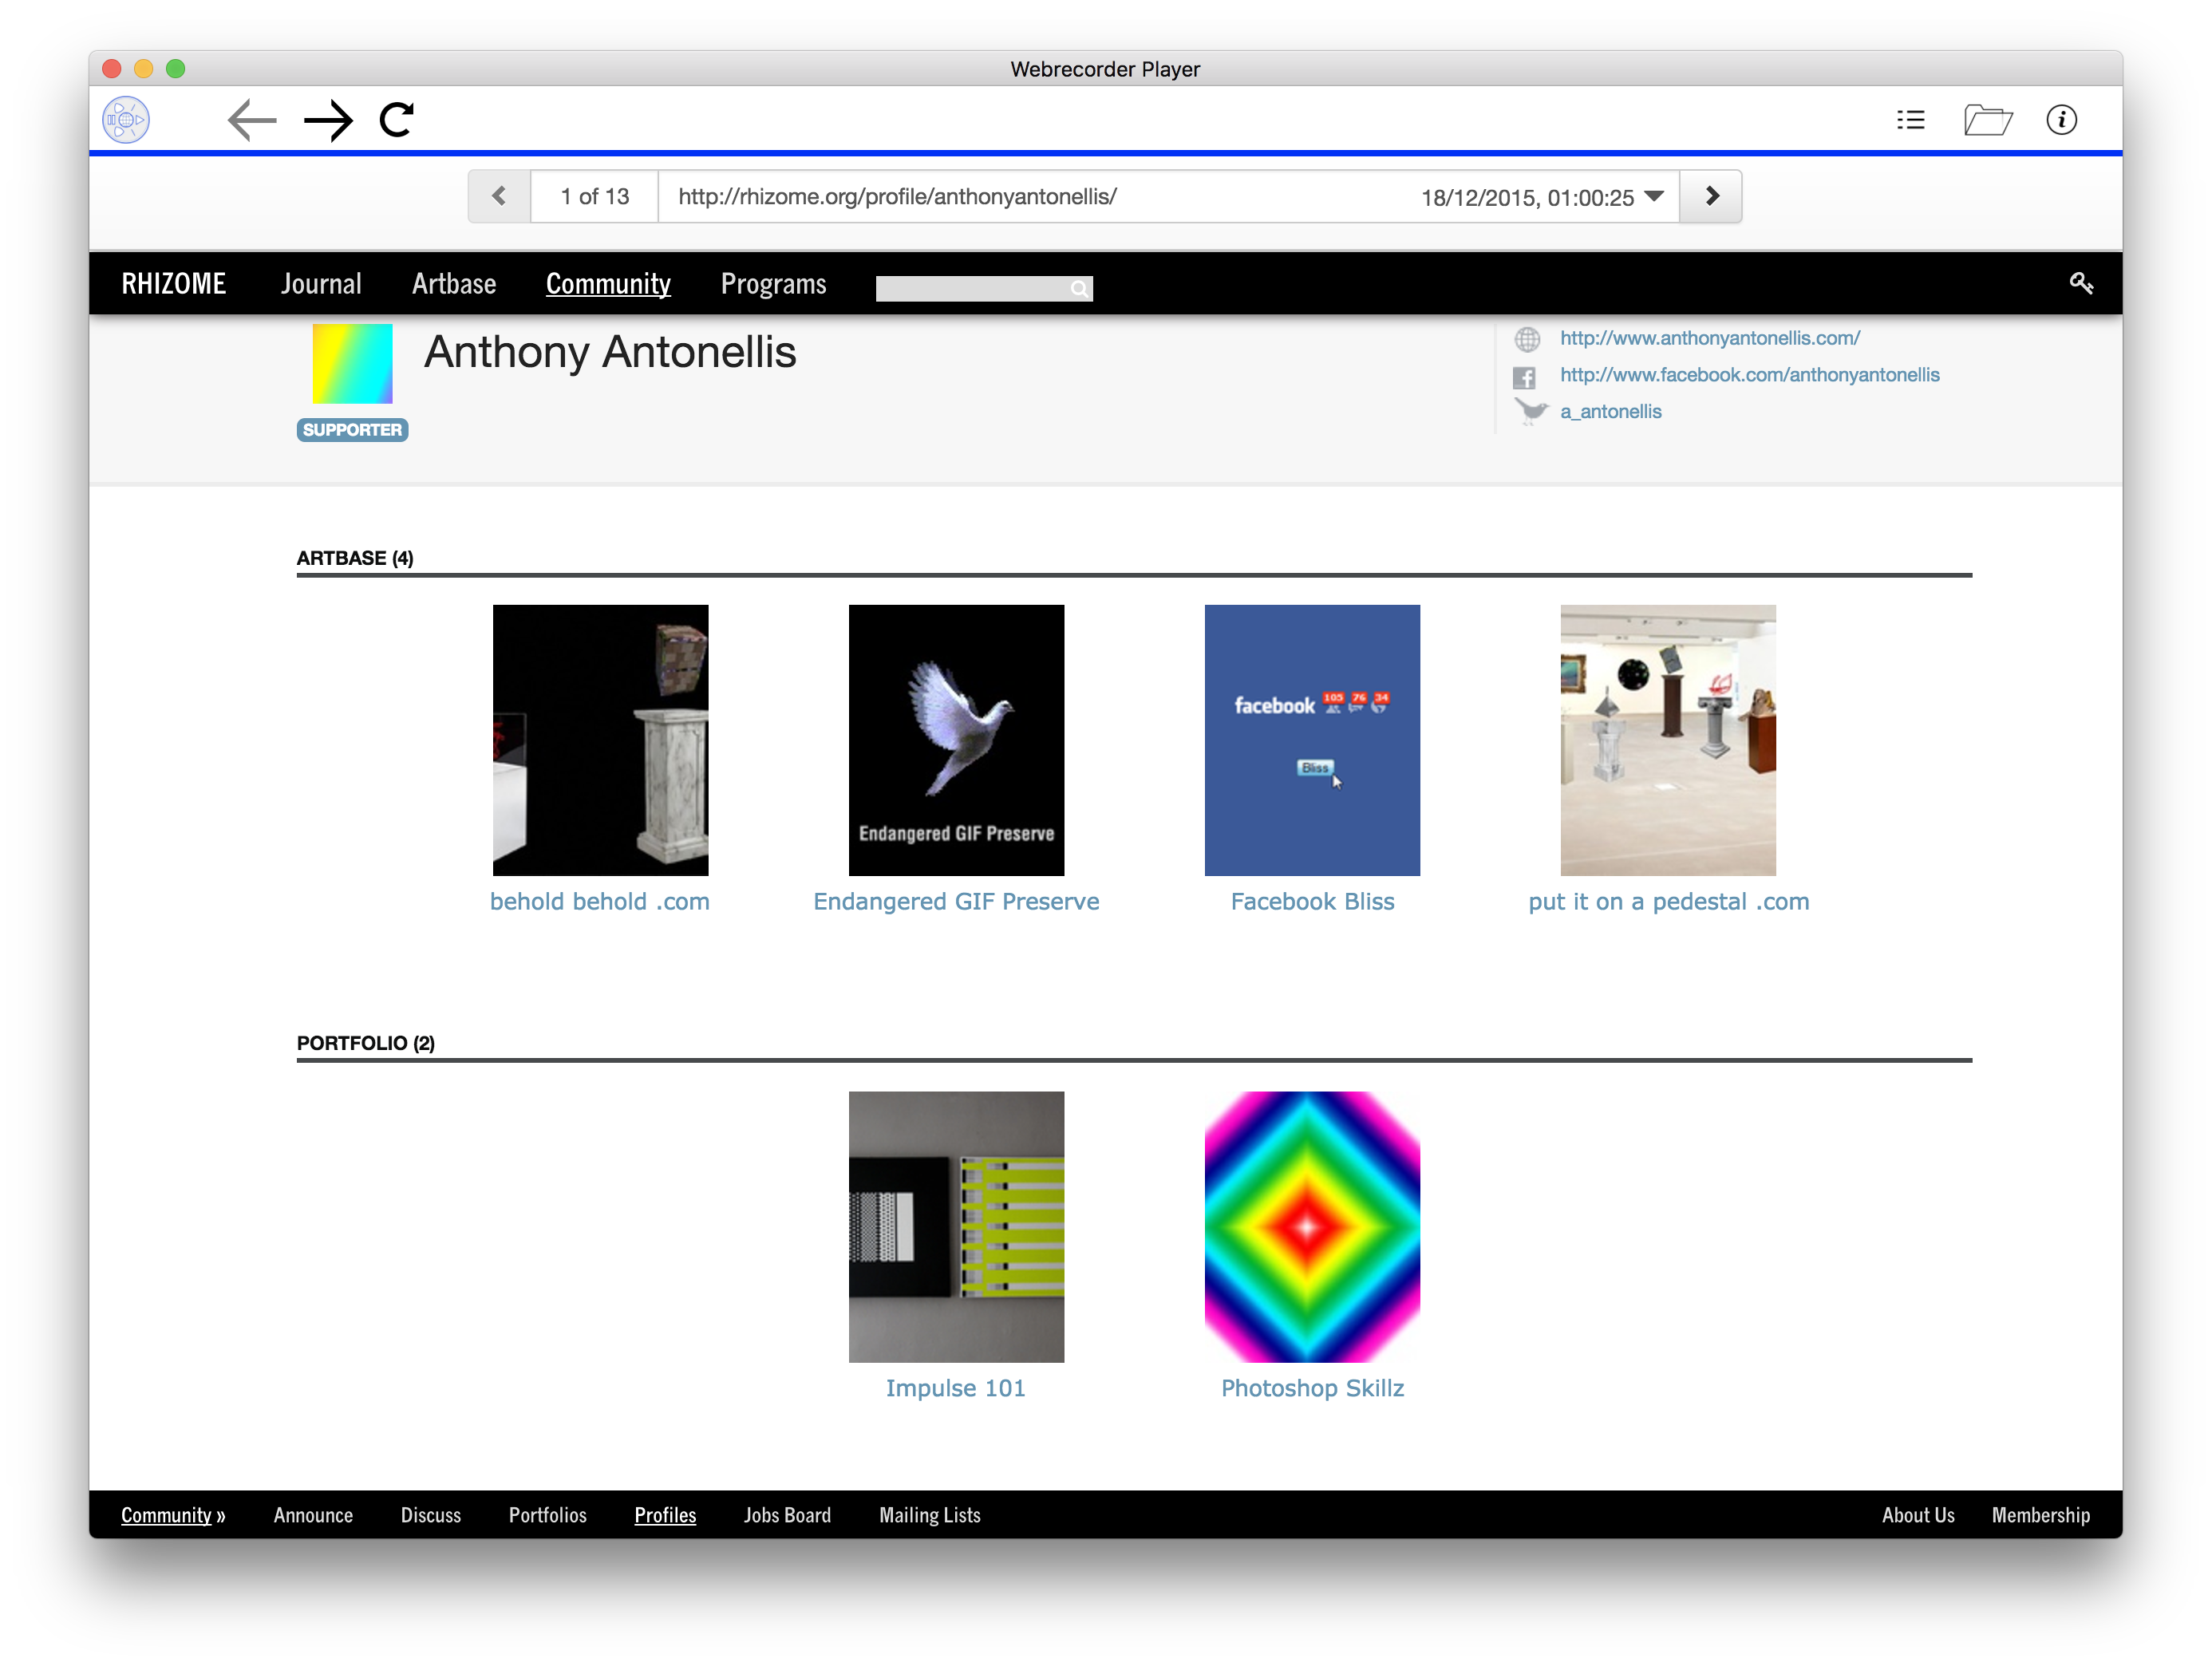 Webrecorder Player
1 of 13 http://rhizome.org/profile/anthonyantonellis/ 18/12/2015, 01:00:25
RHIZOME Journal Artbase Community Programs
Anthony Antonellis
SUPPORTER
http://www.anthonyantonellis.com/
http://www.facebook.com/anthonyantonellis
a_antonellis
ARTBASE (4)
Endangered GIF Preserve
facebook 105 76 34
Bliss
behold behold .com
Endangered GIF Preserve
Facebook Bliss
put it on a pedestal .com
PORTFOLIO (2)
Impulse 101
Photoshop Skillz
Community » Announce Discuss Portfolios Profiles Jobs Board Mailing Lists About Us Membership